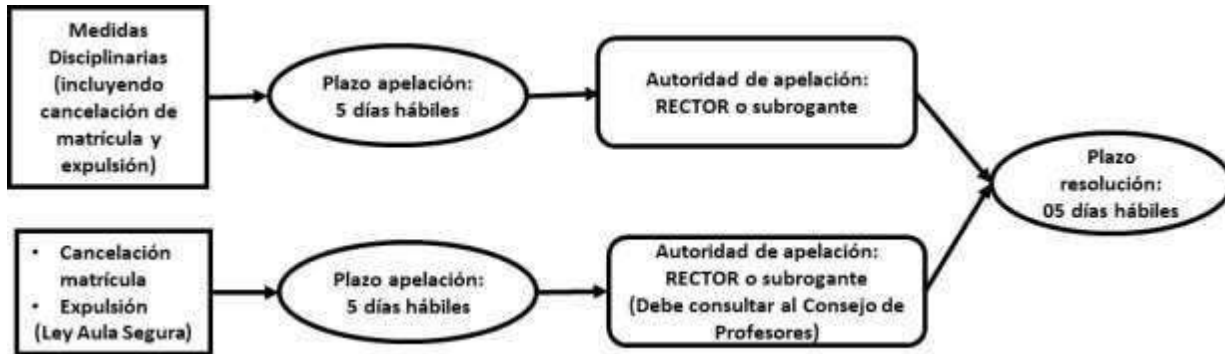 Medidas
Disciplinarias
(incluyendo
cancelación de
matrícula y
expulsión)
Plazo apelación:
5 días hábiles
Autoridad de apelación:
RECTOR o subrogante
Plazo
resolución:
05 días hábiles
• Cancelación
matrícula
• Expulsión
(Ley Aula Segura)
Plazo apelación:
5 días hábiles
Autoridad de apelación:
RECTOR o subrogante
(Debe consultar al Consejo de
Profesores)